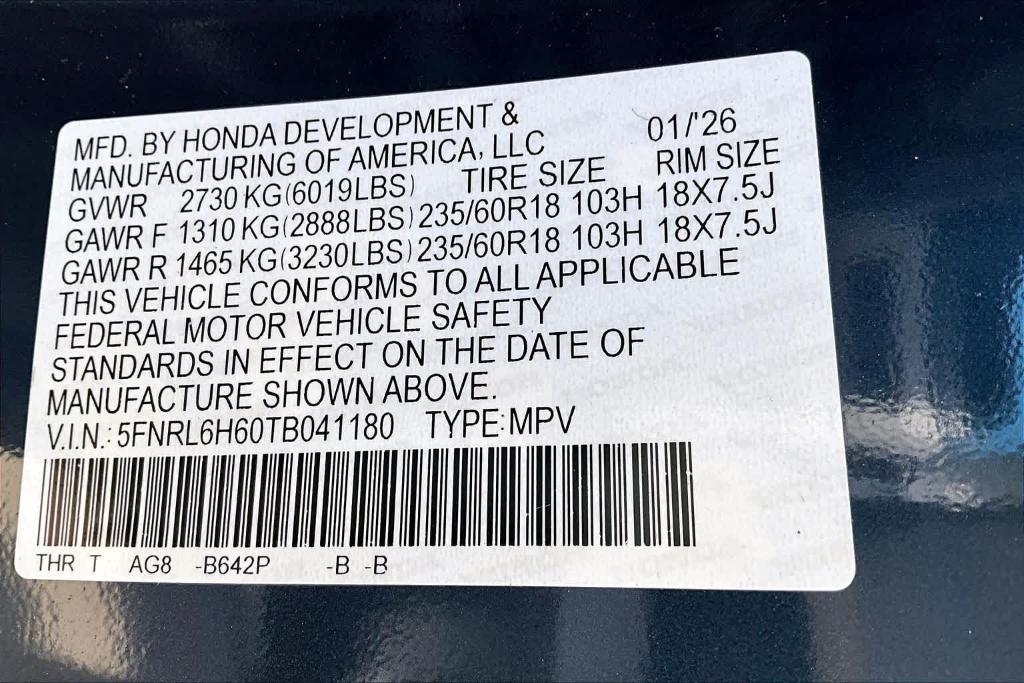 MFD. BY HONDA DEVELOPMENT &
MANUFACTURING OF AMERICA, LLC 01/'26
GVWR 2730 KG(6019LBS) TIRE SIZE RIM SIZE
GAWR F 1310 KG(2888LBS) 235/60R18 103H 18X7.5J
GAWR R 1465 KG(3230LBS) 235/60R18 103H 18X7.5J
THIS VEHICLE CONFORMS TO ALL APPLICABLE
FEDERAL MOTOR VEHICLE SAFETY
STANDARDS IN EFFECT ON THE DATE OF
MANUFACTURE SHOWN ABOVE.
V.I.N.: 5FNRL6H60TB041180 TYPE:MPV
THR T AG8 -B642P -B -B